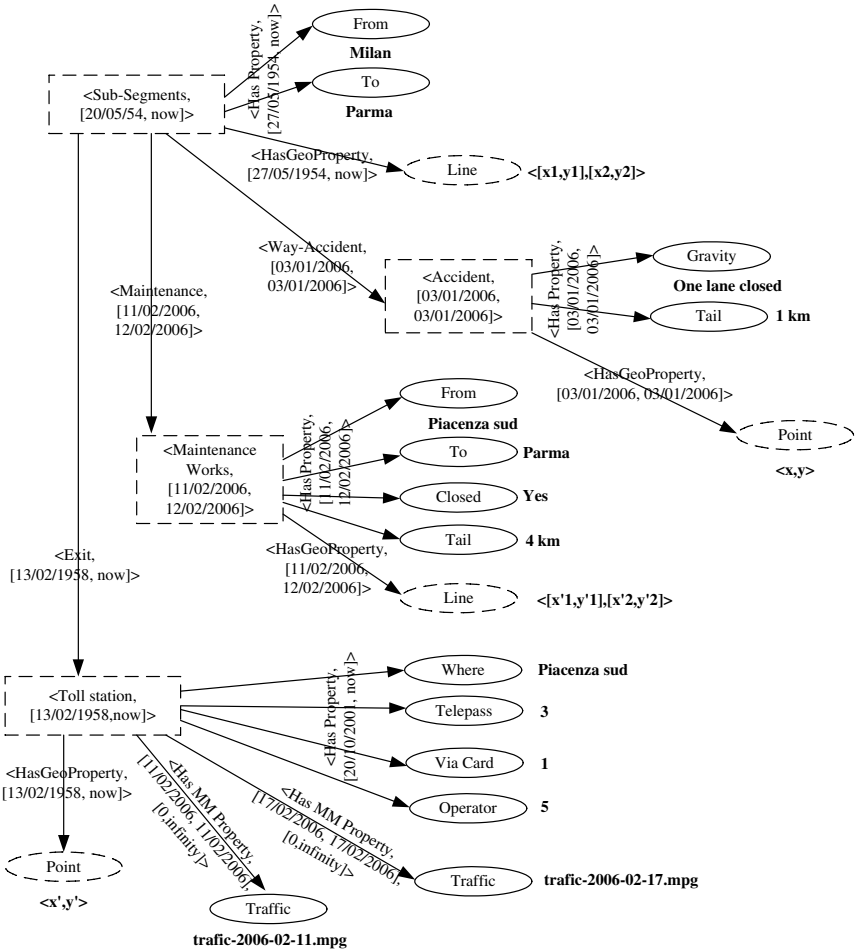 From
Milan
<Has Property,
[27/05/1954, now]>
To
Parma
<Sub-Segments,
[20/05/54, now]>
<HasGeoProperty,
[27/05/1954, now]>
Line
<[x1,y1],[x2,y2]>
<Way-Accident,
[03/01/2006,
03/01/2006]>
<Accident,
[03/01/2006,
03/01/2006]>
<Has Property,
[03/01/2006,
03/01/2006]>
Gravity
One lane closed
Tail
1 km
<Maintenance,
[11/02/2006,
12/02/2006]>
<HasGeoProperty,
[03/01/2006, 03/01/2006]>
Point
<x,y>
<Maintenance
Works,
[11/02/2006,
12/02/2006]>
<Has Property,
[11/02/2006,
12/02/2006]>
From
Piacenza sud
To
Parma
Closed
Yes
Tail
4 km
<HasGeoProperty,
[11/02/2006,
12/02/2006]>
Line
<[x'1,y'1],[x'2,y'2]>
<Exit,
[13/02/1958, now]>
<Toll station,
[13/02/1958,now]>
<Has Property,
[20/10/2001, now]>
Where
Piacenza sud
Telepass
3
Via Card
1
Operator
5
<HasGeoProperty,
[13/02/1958, now]>
Point
<x',y'>
<Has MM Property,
[11/02/2006, 11/02/2006],
[0,infinity]>
Traffic
trafic-2006-02-11.mpg
<Has MM Property,
[17/02/2006, 17/02/2006],
[0,infinity]>
Traffic
trafic-2006-02-17.mpg